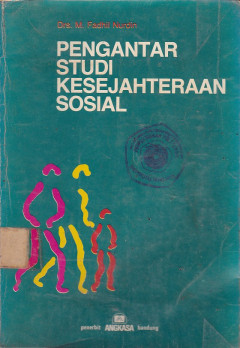 Drs. M. Fadhil Nurdin
PENGANTAR
STUDI
KESEJAHTERAAN
SOSIAL
penerbit ANGKASA bandung